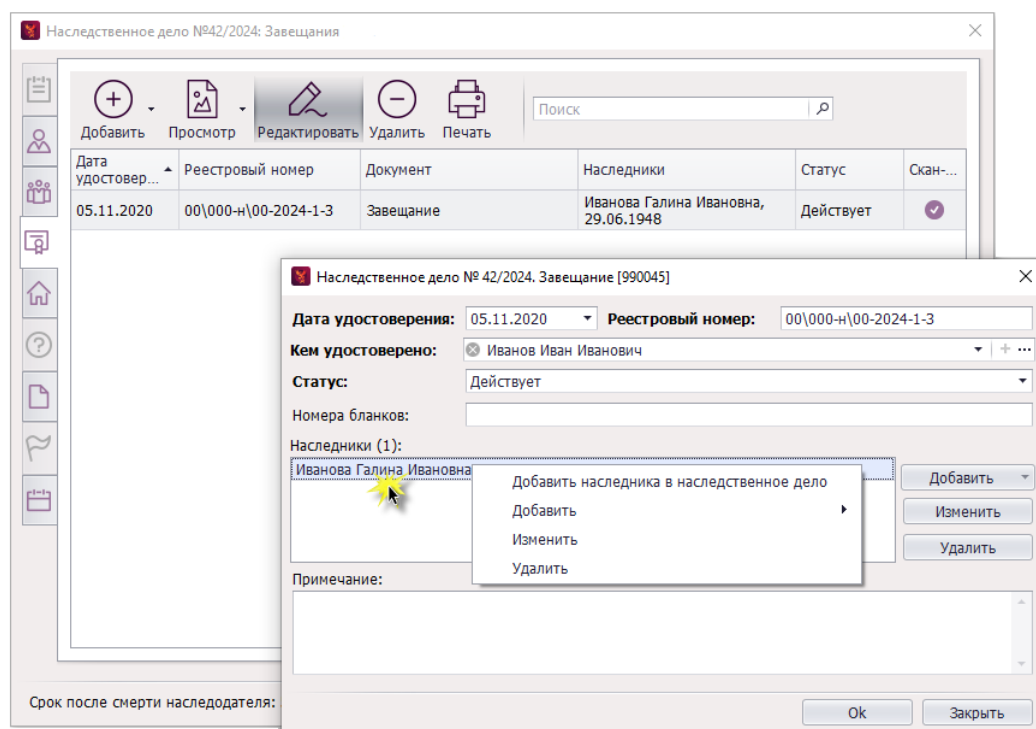 Наследственное дело №42/2024: Завещания
Добавить Просмотр Редактировать Удалить Печать
Поиск
Дата удостовер... Реестровый номер Документ Наследники Статус Скан-...
05.11.2020 00\000-н\00-2024-1-3 Завещание Иванова Галина Ивановна, 29.06.1948 Действует
Наследственное дело № 42/2024. Завещание [990045]
Дата удостоверения: 05.11.2020 Реестровый номер: 00\000-н\00-2024-1-3
Кем удостоверено: Иванов Иван Иванович
Статус: Действует
Номера бланков:
Наследники (1):
Иванова Галина Ивановна
Добавить наследника в наследственное дело
Добавить
Изменить
Удалить
Добавить
Изменить
Удалить
Примечание:
Срок после смерти наследодателя:
Ok Закрыть